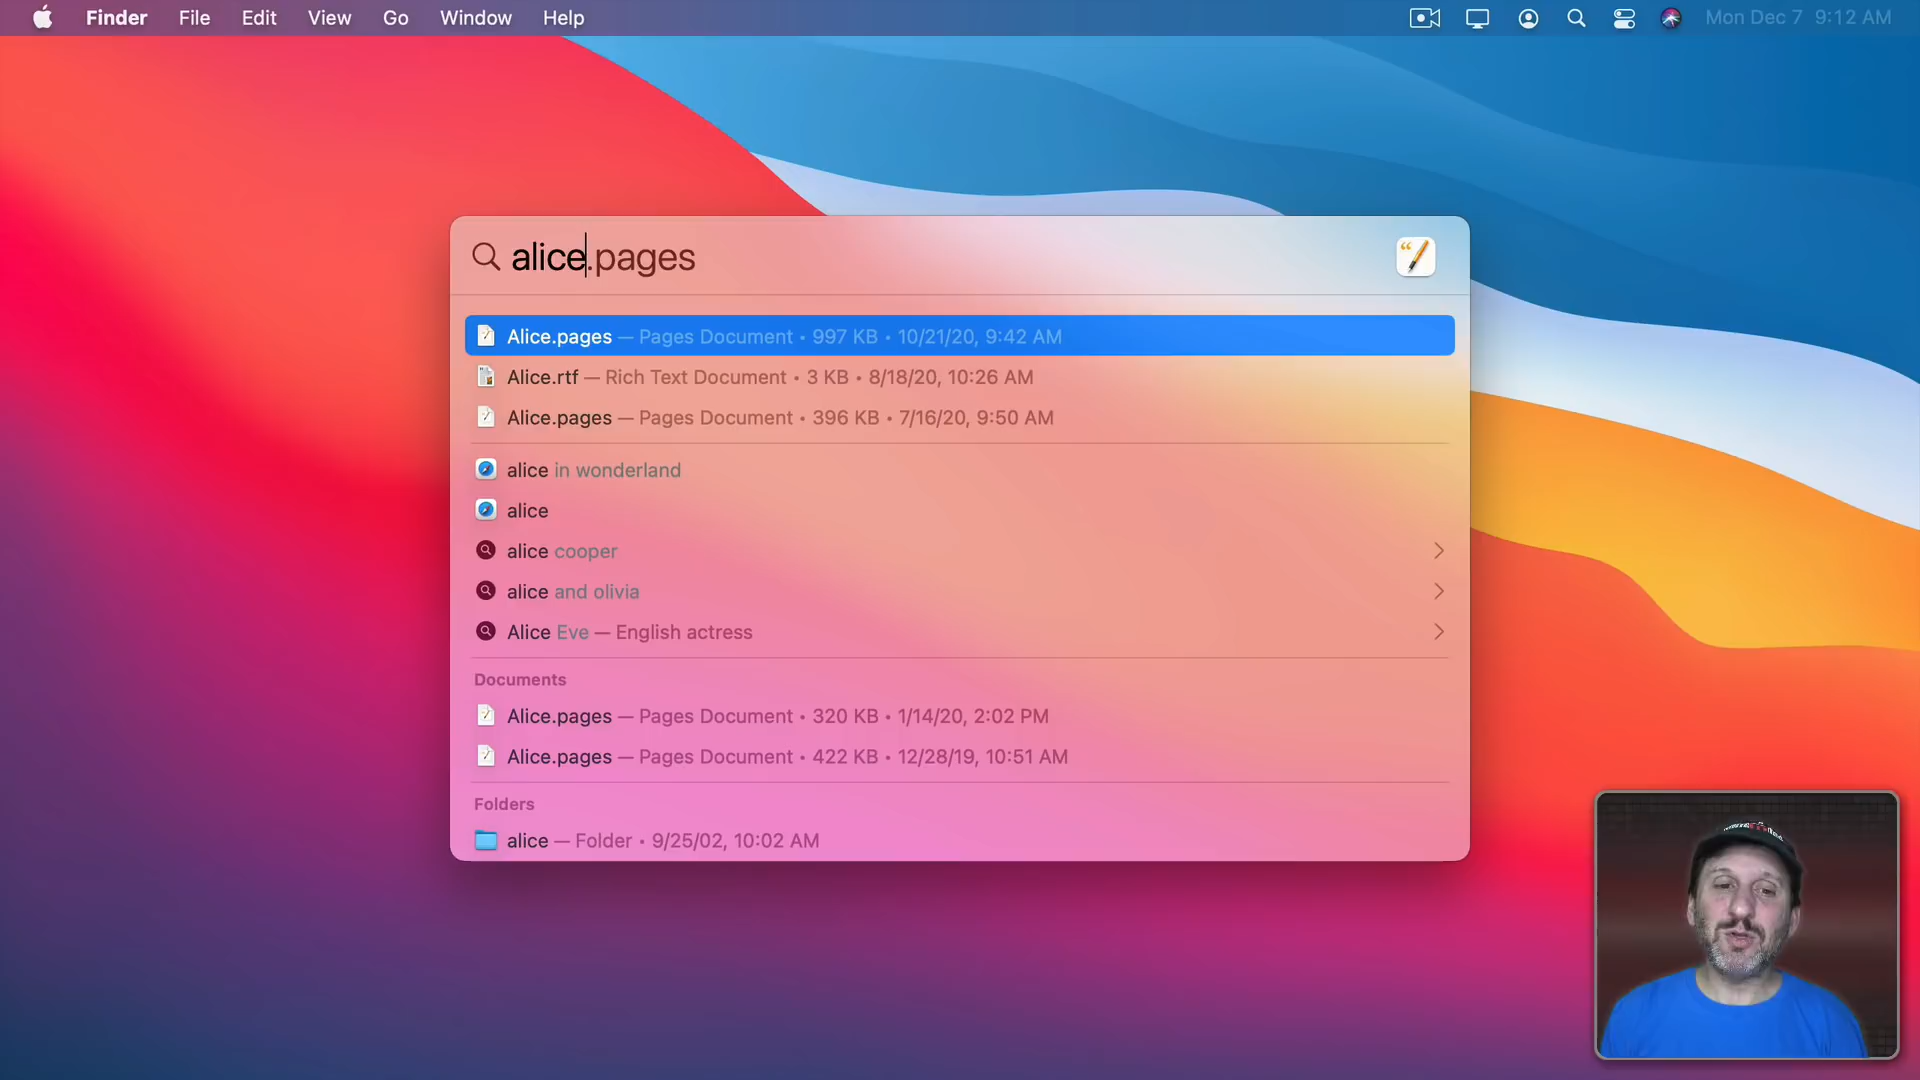 Finder File Edit View Go Window Help Mon Dec 7 9:12 AM
alice.pages
Alice.pages — Pages Document • 997 KB • 10/21/20, 9:42 AM
Alice.rtf — Rich Text Document • 3 KB • 8/18/20, 10:26 AM
Alice.pages — Pages Document • 396 KB • 7/16/20, 9:50 AM
alice in wonderland
alice
alice cooper
alice and olivia
Alice Eve — English actress
Documents
Alice.pages — Pages Document • 320 KB • 1/14/20, 2:02 PM
Alice.pages — Pages Document • 422 KB • 12/28/19, 10:51 AM
Folders
alice — Folder • 9/25/02, 10:02 AM